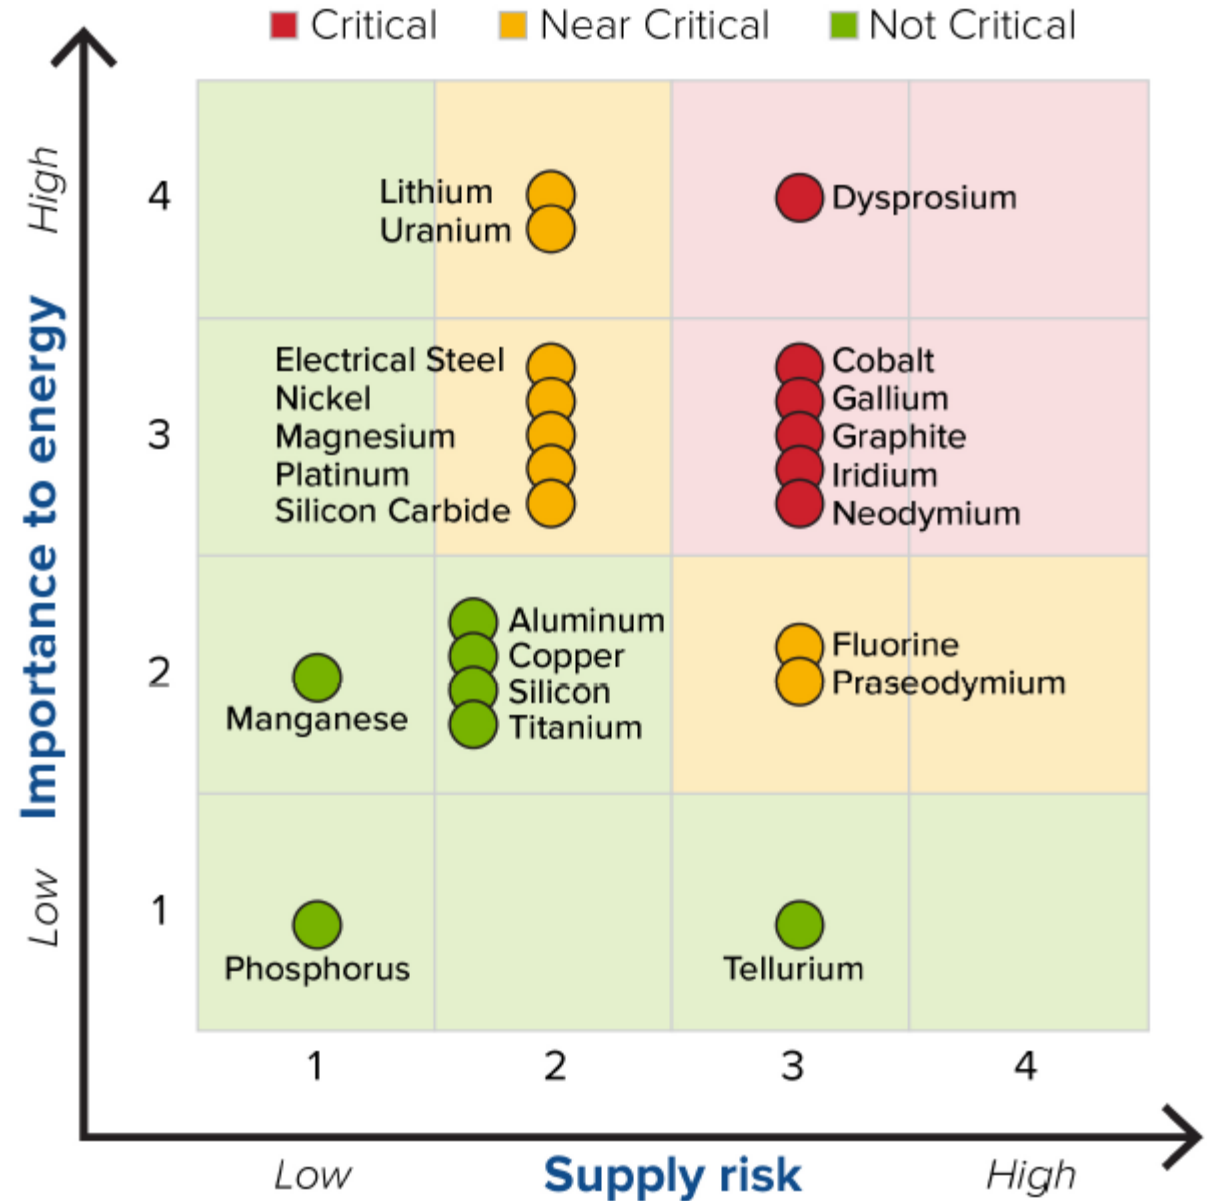 Critical Near Critical Not Critical
High
Importance to energy
Low
4
Lithium
Uranium
Dysprosium
3
Electrical Steel
Nickel
Magnesium
Platinum
Silicon Carbide
Cobalt
Gallium
Graphite
Iridium
Neodymium
2
Manganese
Aluminum
Copper
Silicon
Titanium
Fluorine
Praseodymium
1
Phosphorus
Tellurium
1 2 3 4
Low Supply risk High